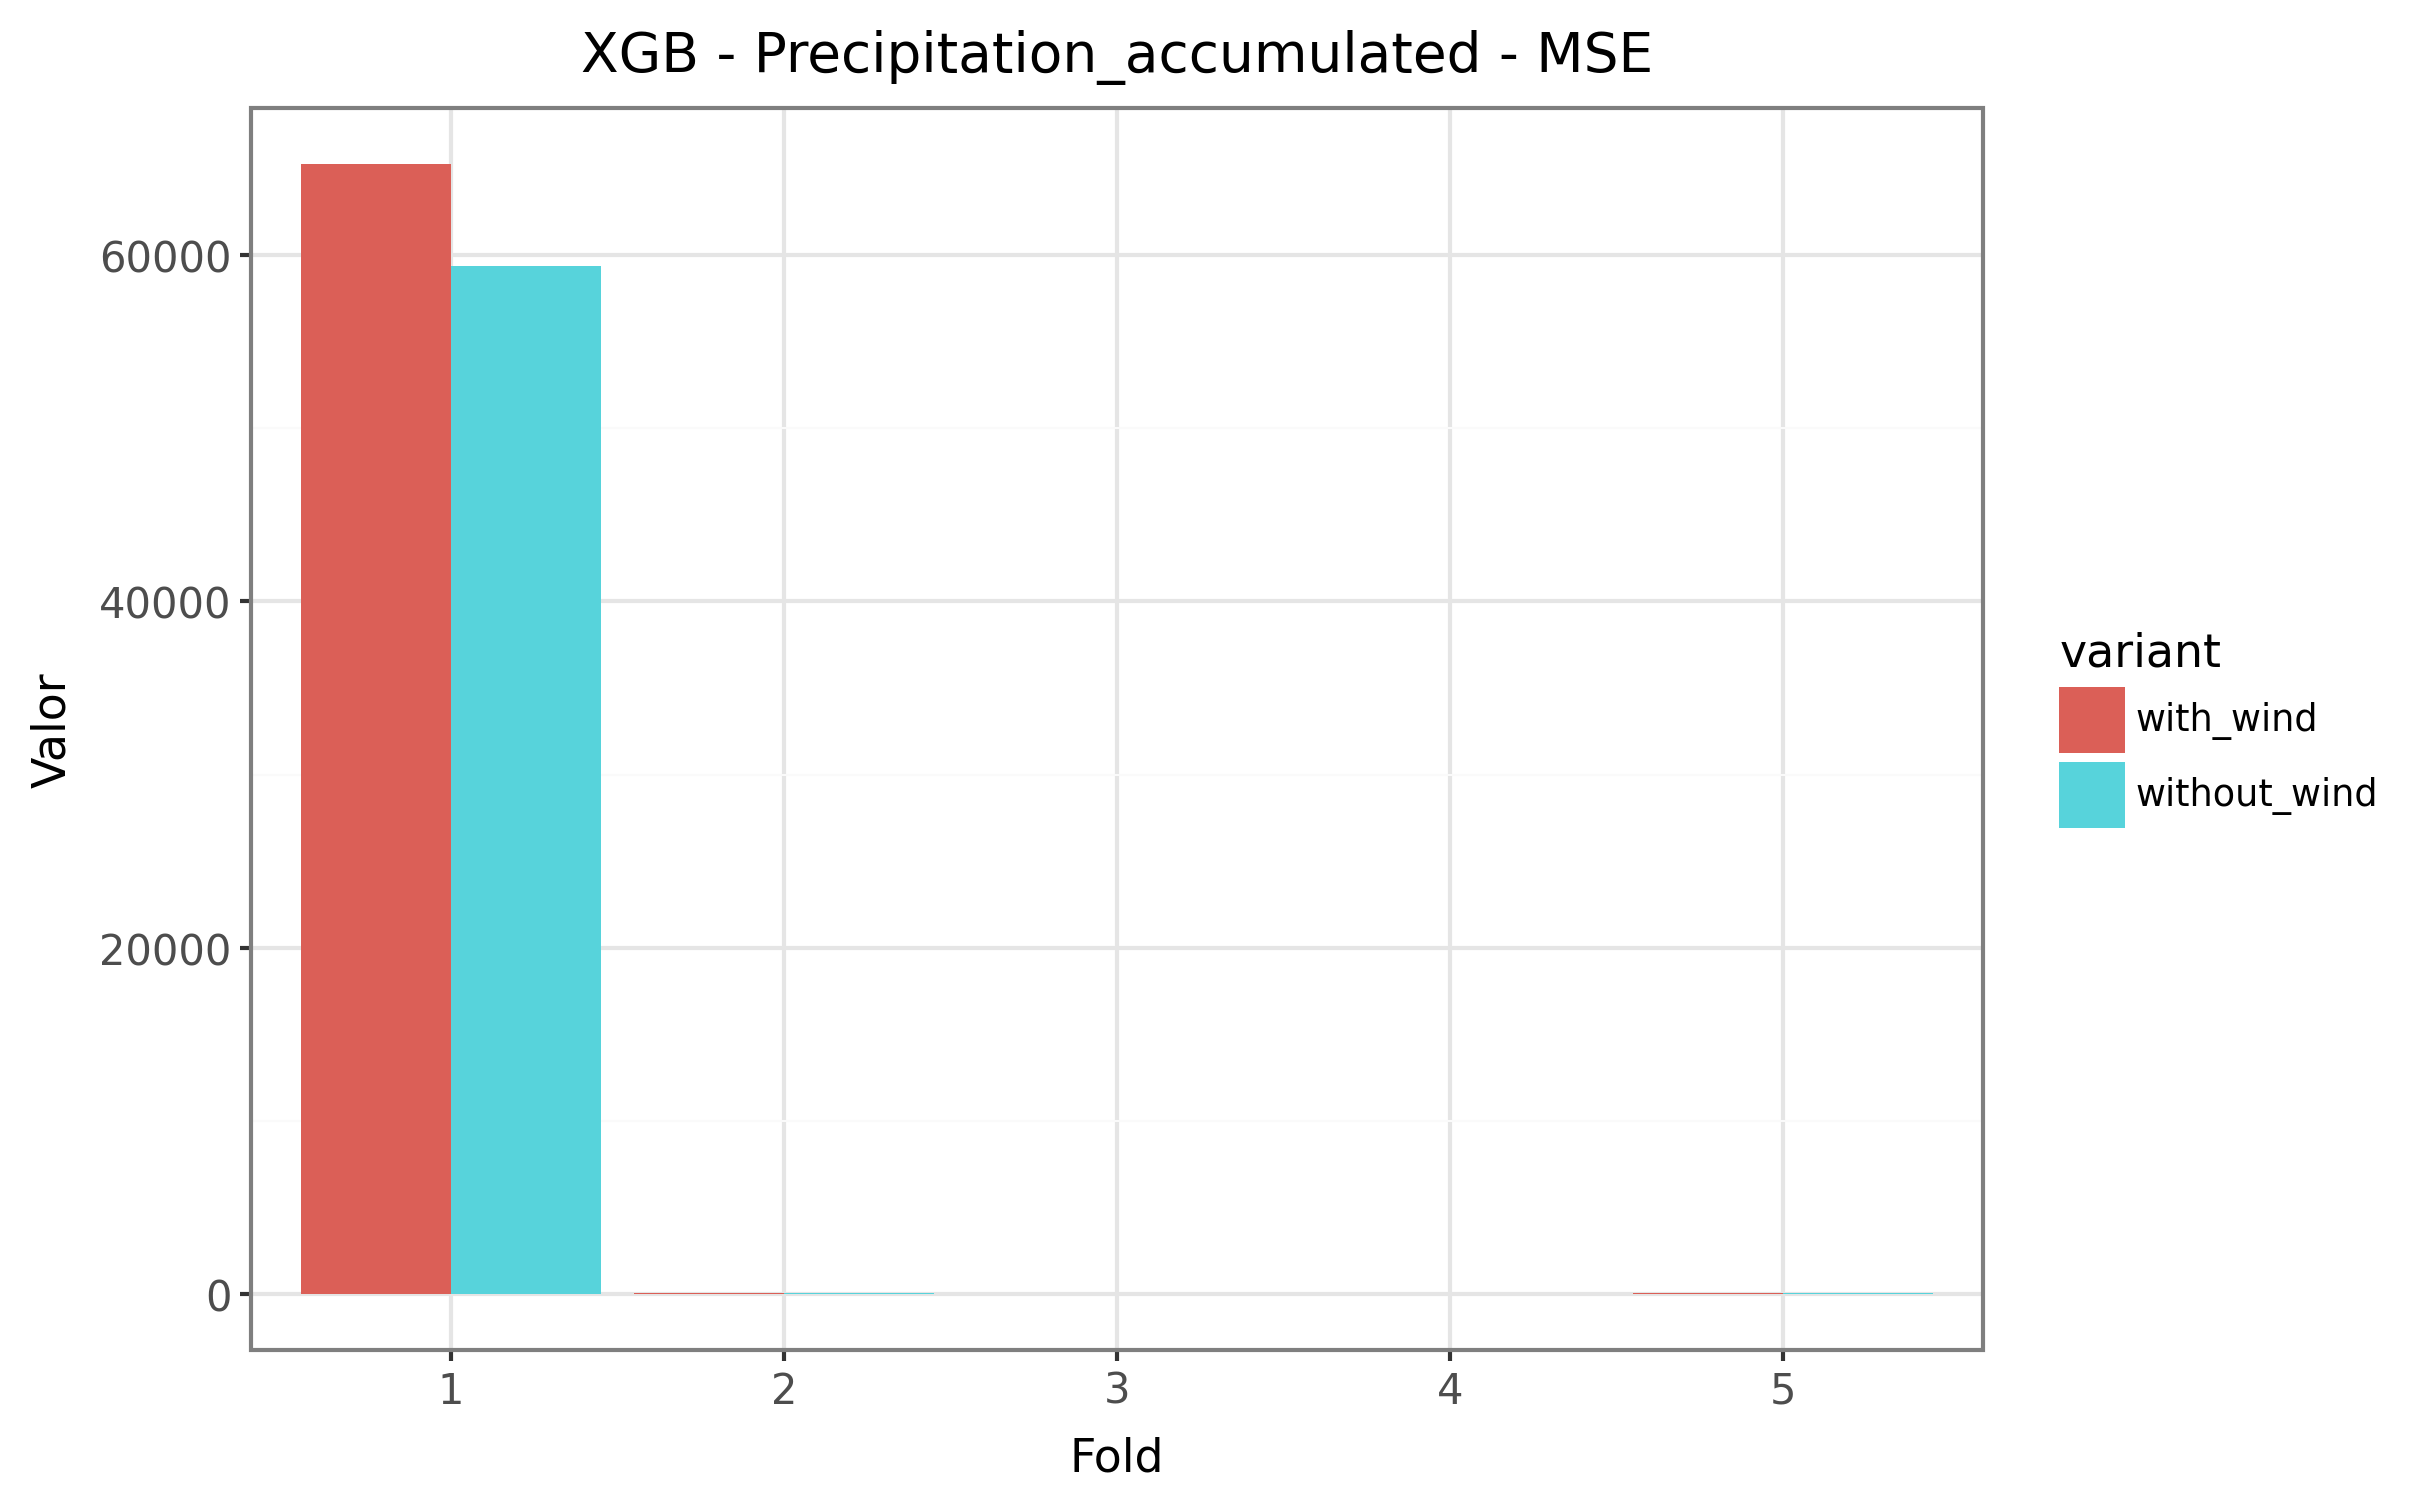 XGB - Precipitation_accumulated - MSE
Valor
60000
40000
20000
0
1 2 3 4 5
Fold
variant
with_wind
without_wind